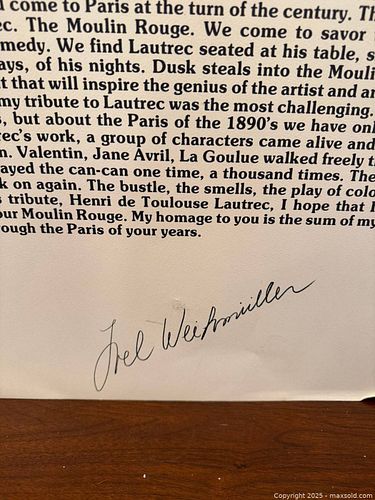 come to Paris at the turn of the century. Th
ec. The Moulin Rouge. We come to savor
medy. We find Lautrec seated at his table, s
ays, of his nights. Dusk steals into the Mouli
t that will inspire the genius of the artist and ar
my tribute to Lautrec was the most challenging.
s, but about the Paris of the 1890's we have onl
rec's work, a group of characters came alive and
n. Valentin, Jane Avril, La Goulue walked freely t
ayed the can-can one time, a thousand times. The
k on again. The bustle, the smells, the play of colo
s tribute, Henri de Toulouse Lautrec, I hope that I
our Moulin Rouge. My homage to you is the sum of my
rough the Paris of your years.
Copyright © 2025 - maxsold.com